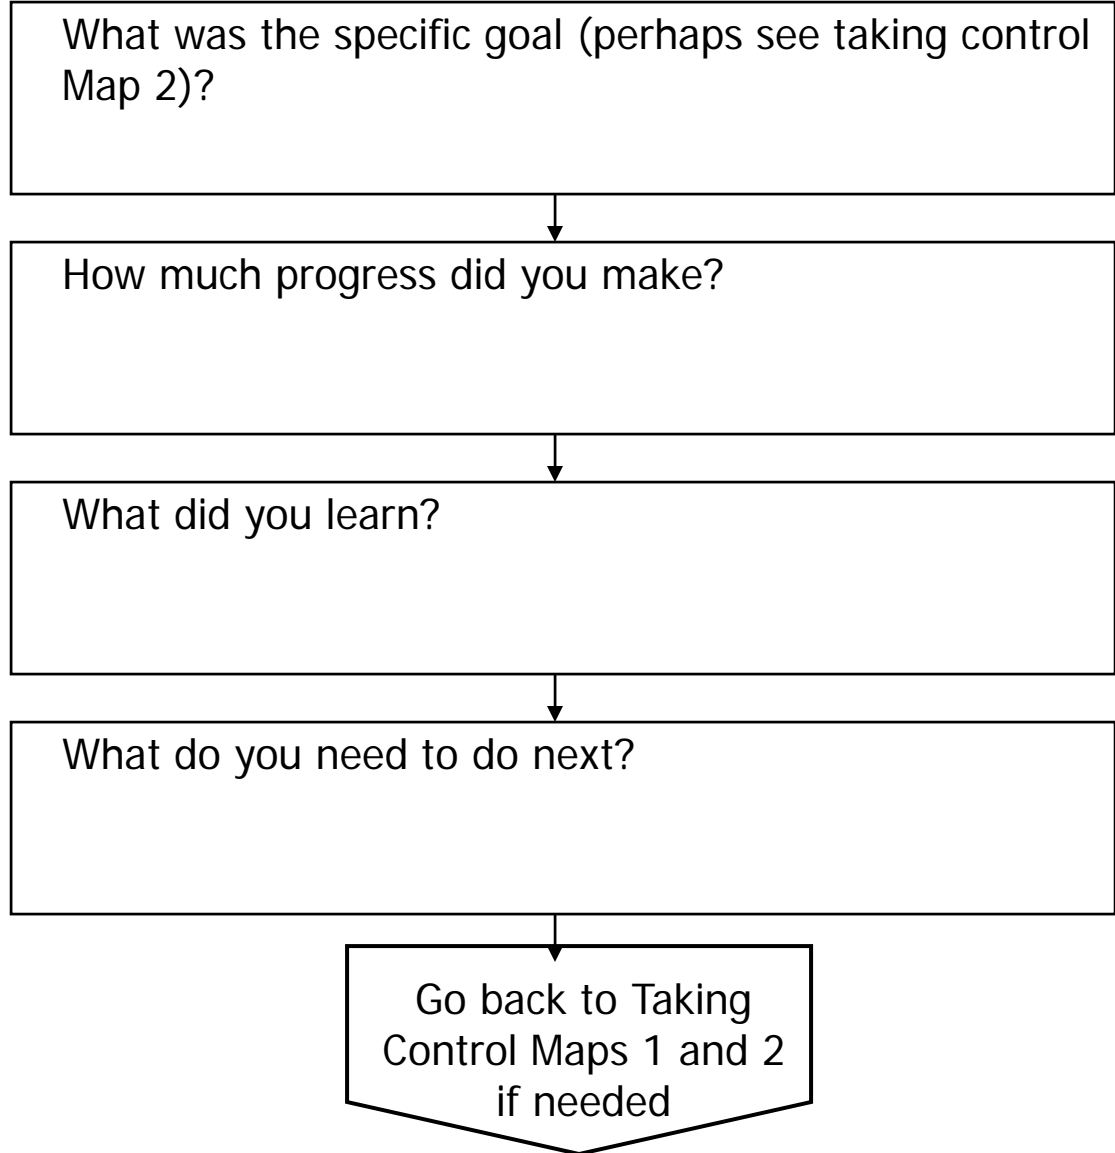 What was the specific goal (perhaps see taking control
Map 2)?
How much progress did you make?
What did you learn?
What do you need to do next?
Go back to Taking
Control Maps 1 and 2
if needed